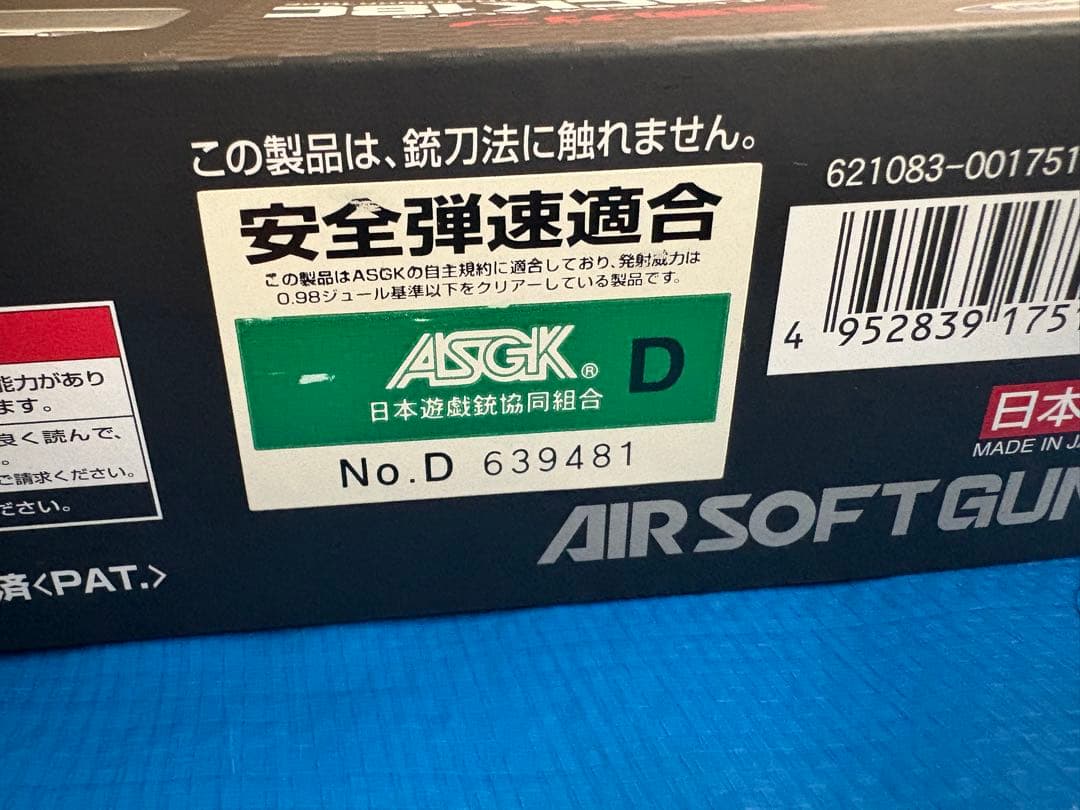 この製品は、銃刀法に触れません。
安全弾速適合
この製品はASGKの自主規約に適合しており、発射威力は
0.98ジュール基準以下をクリアーしている製品です。
ASGK® D
日本遊戯銃協同組合
No.D 639481
621083-001751
4 952839 1751
日本
MADE IN JA
AIRSOFT GUN
能力があり
ます。
良く読んで、
。
ご請求ください。
ださい。
済<PAT.>